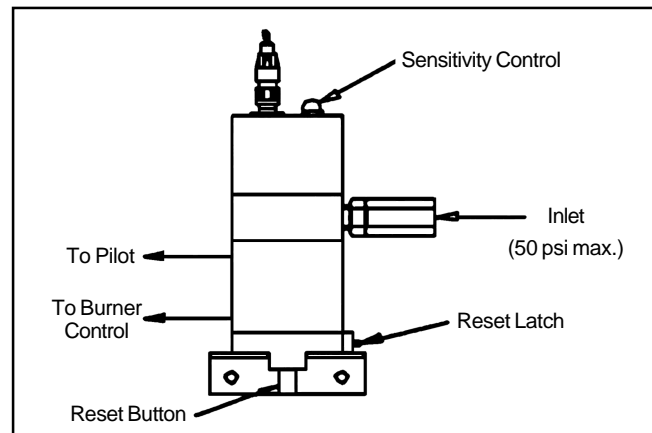 Sensitivity Control
Inlet
(50 psi max.)
To Pilot
To Burner
Control
Reset Latch
Reset Button